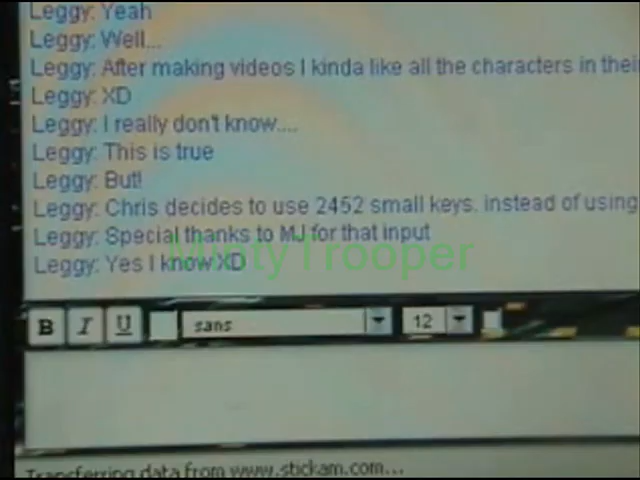 Leggy: Yeah
Leggy: Well...
Leggy: After making videos I kinda like all the characters in their
Leggy: XD
Leggy: I really don't know....
Leggy: This is true
Leggy: But!
Leggy: Chris decides to use 2452 small keys. instead of using
Leggy: Special thanks to MJ for that input
MintyTrooper
Leggy: Yes I know XD
B I U sans 12
Transferring data from www.stickam.com...